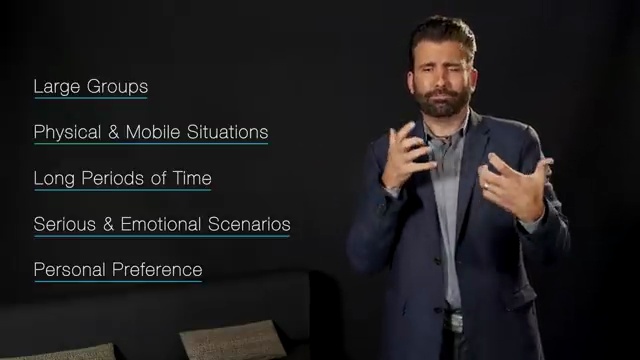 Large Groups
Physical & Mobile Situations
Long Periods of Time
Serious & Emotional Scenarios
Personal Preference